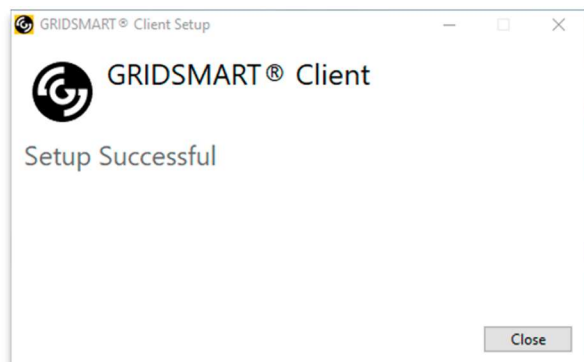 GRIDSMART® Client Setup
GRIDSMART® Client
Setup Successful
Close